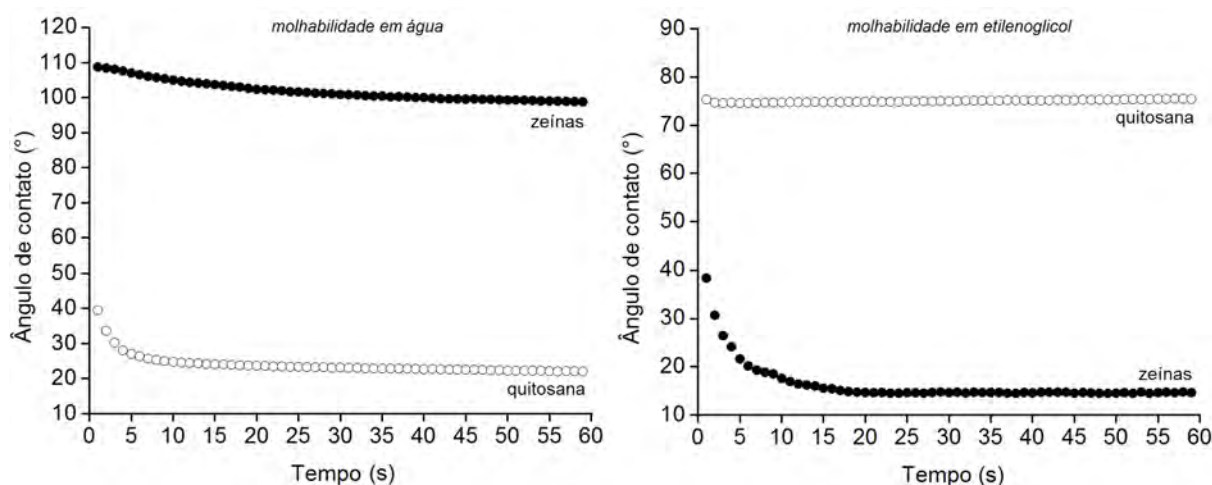 molhabilidade em água
120
110
100
90
80
70
60
50
40
30
20
10
Ângulo de contato (°)
zeínas
quitosana
0 5 10 15 20 25 30 35 40 45 50 55 60
Tempo (s)
molhabilidade em etilenoglicol
90
80
70
60
50
40
30
20
10
Ângulo de contato (°)
quitosana
zeínas
0 5 10 15 20 25 30 35 40 45 50 55 60
Tempo (s)